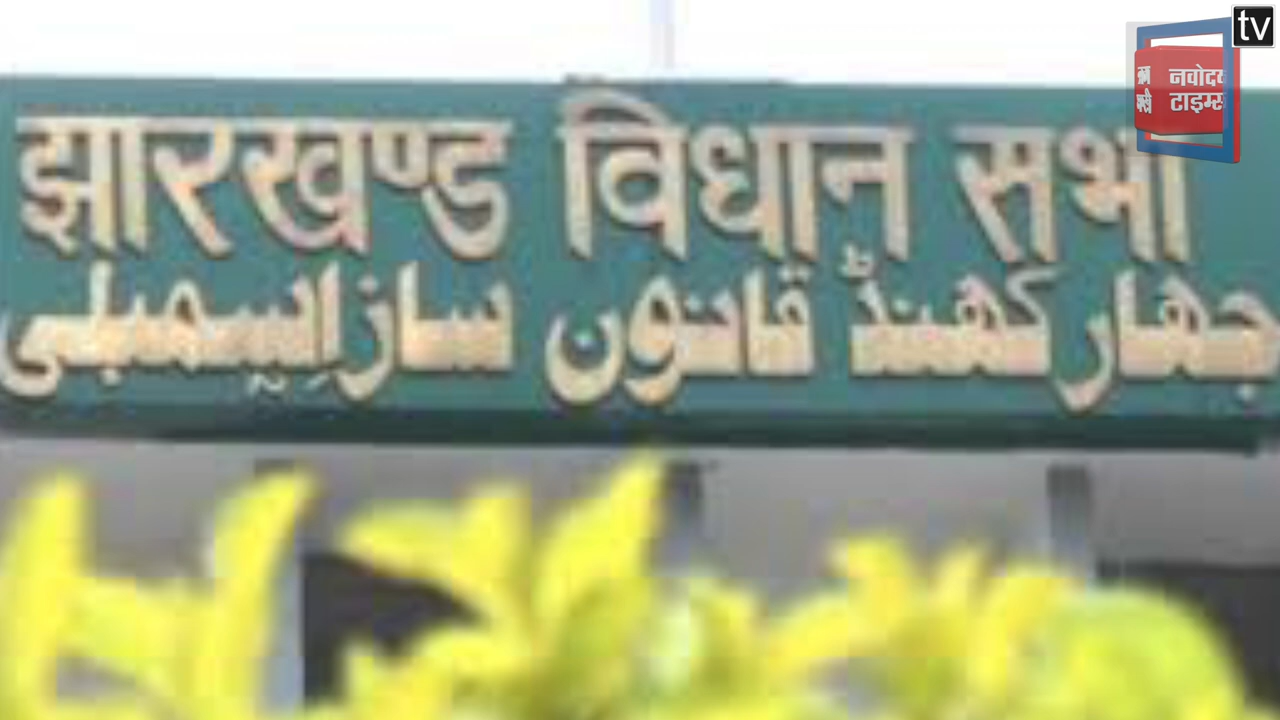 झारखण्ड विधान सभा
جھارکھنڈ قانون ساز اسمبلی
tv
नवोदय
टाइम्स